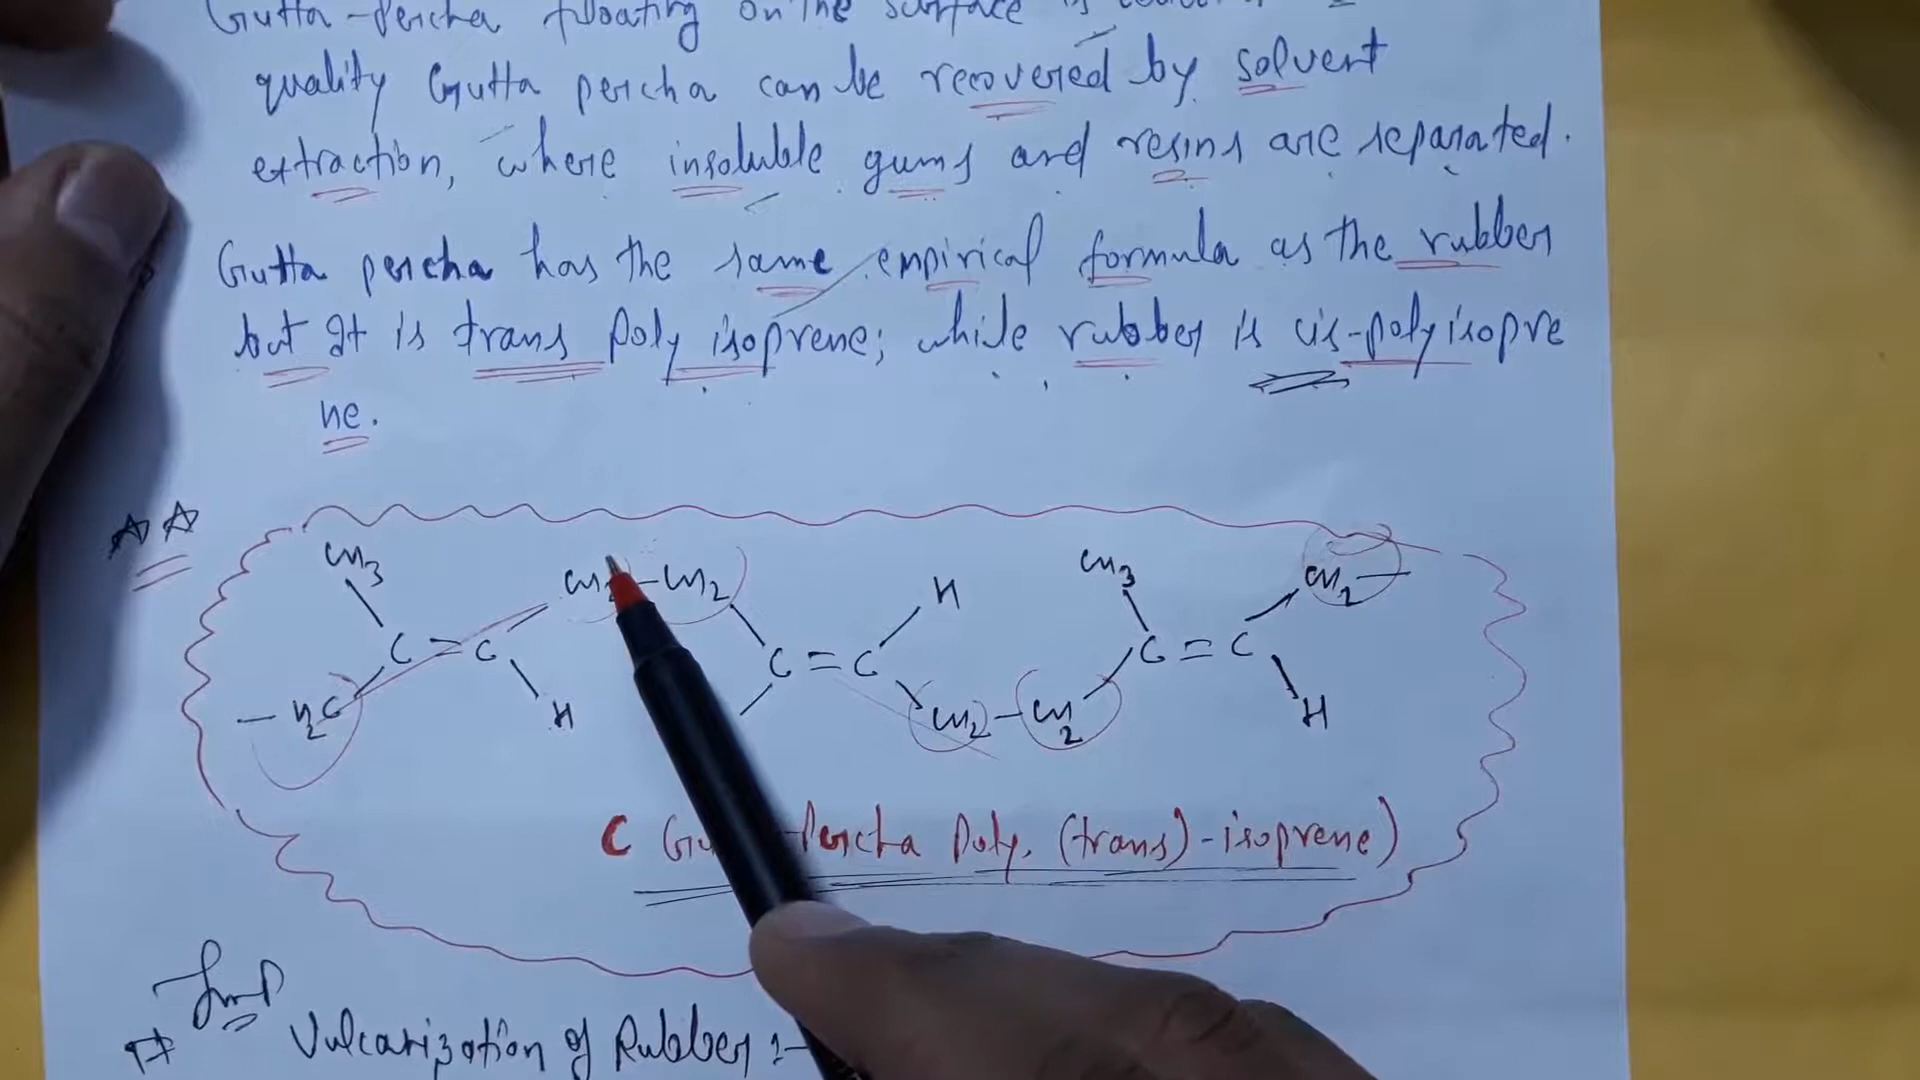 Gutta-Percha floating on the surface is
quality Gutta percha can be recovered by solvent
extraction, where insoluble gums and resins are separated.
Gutta percha has the same empirical formula as the rubber
but It is trans Poly isoprene; while rubber is cis-polyisopre
ne.
CH3 CH2-CH2 H CH3 CH2-
C=C C=C C=C
- H2C H CH2-CH2 H
( Percha Poly, (trans)-isoprene)
Imp
Vulcanization of Rubber :-